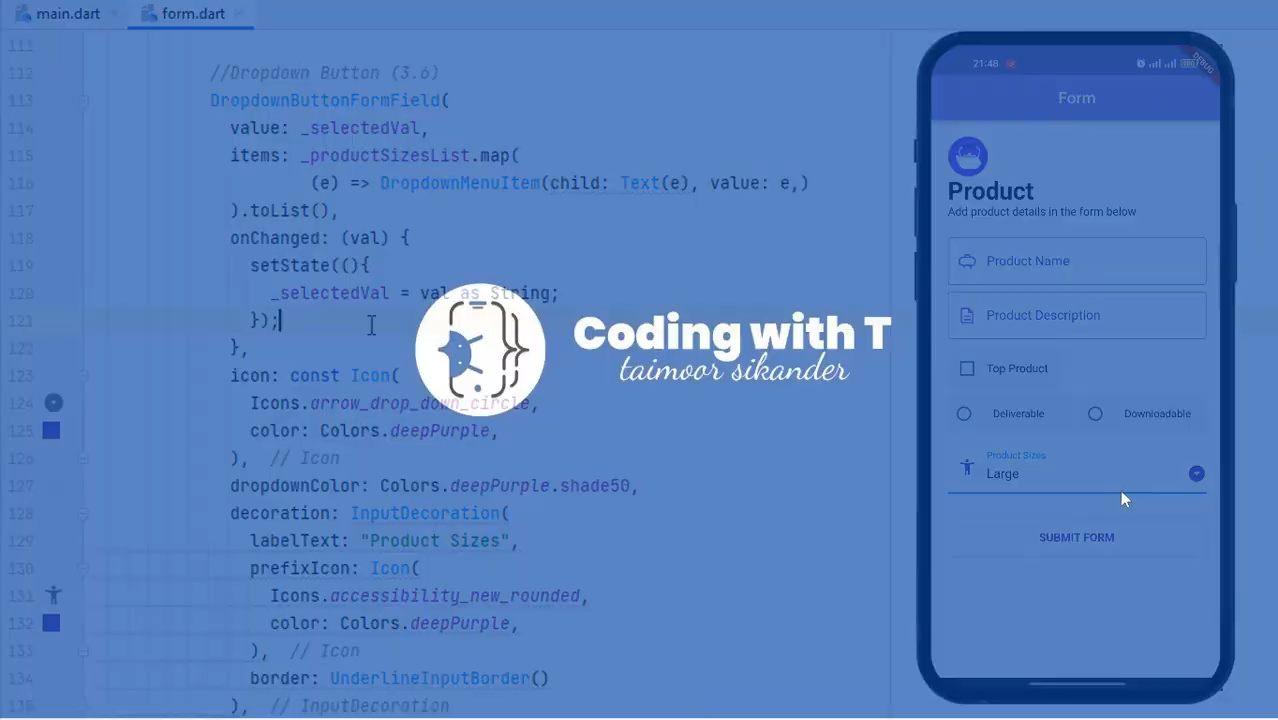 main.dart
form.dart
111
112 //Dropdown Button (3.6)
113 DropdownButtonFormField(
114 value: _selectedVal,
115 items: _productSizesList.map(
116 (e) => DropdownMenuItem(child: Text(e), value: e,)
117 ).toList(),
118 onChanged: (val) {
119 setState((){
120 _selectedVal = val as String;
121 });
122 },
123 icon: const Icon(
124 Icons.arrow_drop_down_circle,
125 color: Colors.deepPurple,
126 ), // Icon
127 dropdownColor: Colors.deepPurple.shade50,
128 decoration: InputDecoration(
129 labelText: "Product Sizes",
130 prefixIcon: Icon(
131 Icons.accessibility_new_rounded,
132 color: Colors.deepPurple,
133 ), // Icon
134 border: UnderlineInputBorder()
135 ), // InputDecoration
Coding with T
taimoor sikander
21:48
DEBUG
Form
Product
Add product details in the form below
Product Name
Product Description
Top Product
Deliverable Downloadable
Product Sizes
Large
SUBMIT FORM